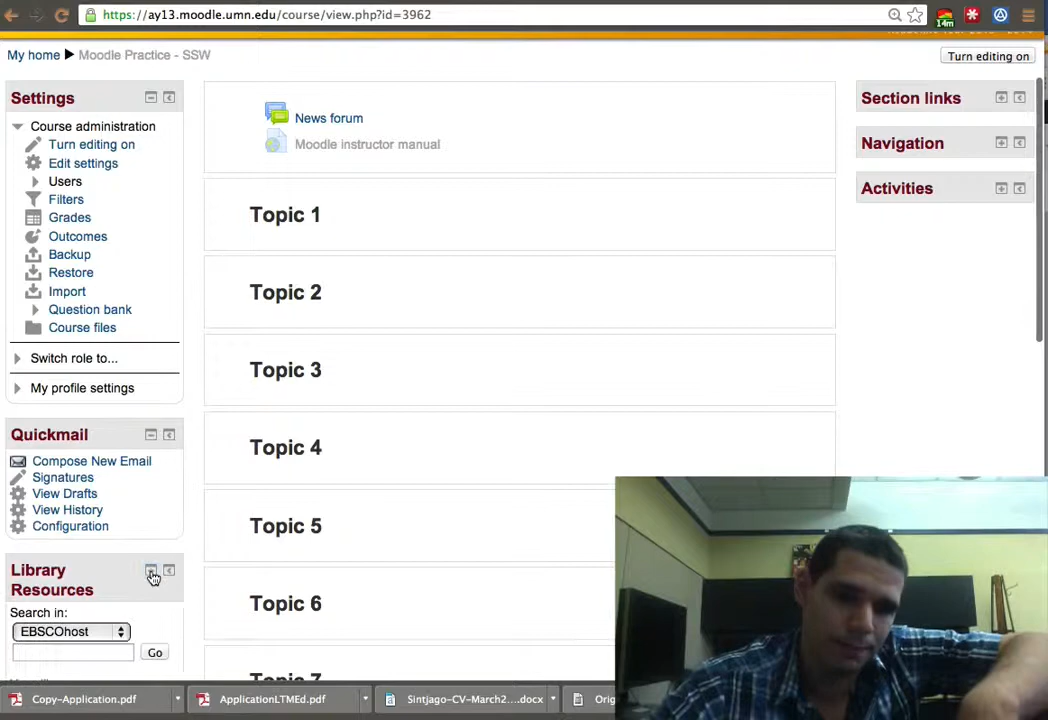 https://ay13.moodle.umn.edu/course/view.php?id=3962
14m
My home ▶ Moodle Practice - SSW
Turn editing on
Settings
Course administration
Turn editing on
Edit settings
Users
Filters
Grades
Outcomes
Backup
Restore
Import
Question bank
Course files
Switch role to...
My profile settings
Quickmail
Compose New Email
Signatures
View Drafts
View History
Configuration
Library
Resources
Search in:
EBSCOhost
Go
News forum
Moodle instructor manual
Topic 1
Topic 2
Topic 3
Topic 4
Topic 5
Topic 6
Section links
Navigation
Activities
Copy-Application.pdf
ApplicationLTMEd.pdf
Sintjago-CV-March2....docx